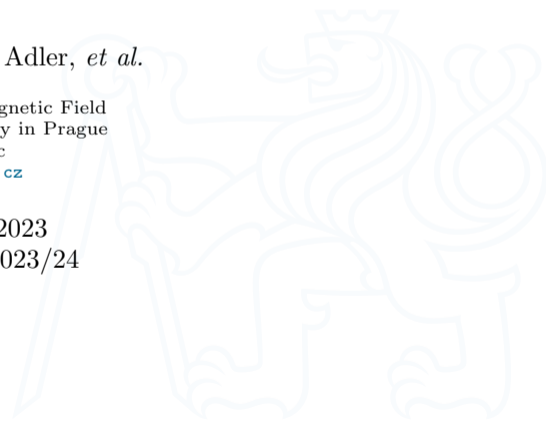 Adler, et al.
gnetic Field
y in Prague
c
cz
2023
023/24